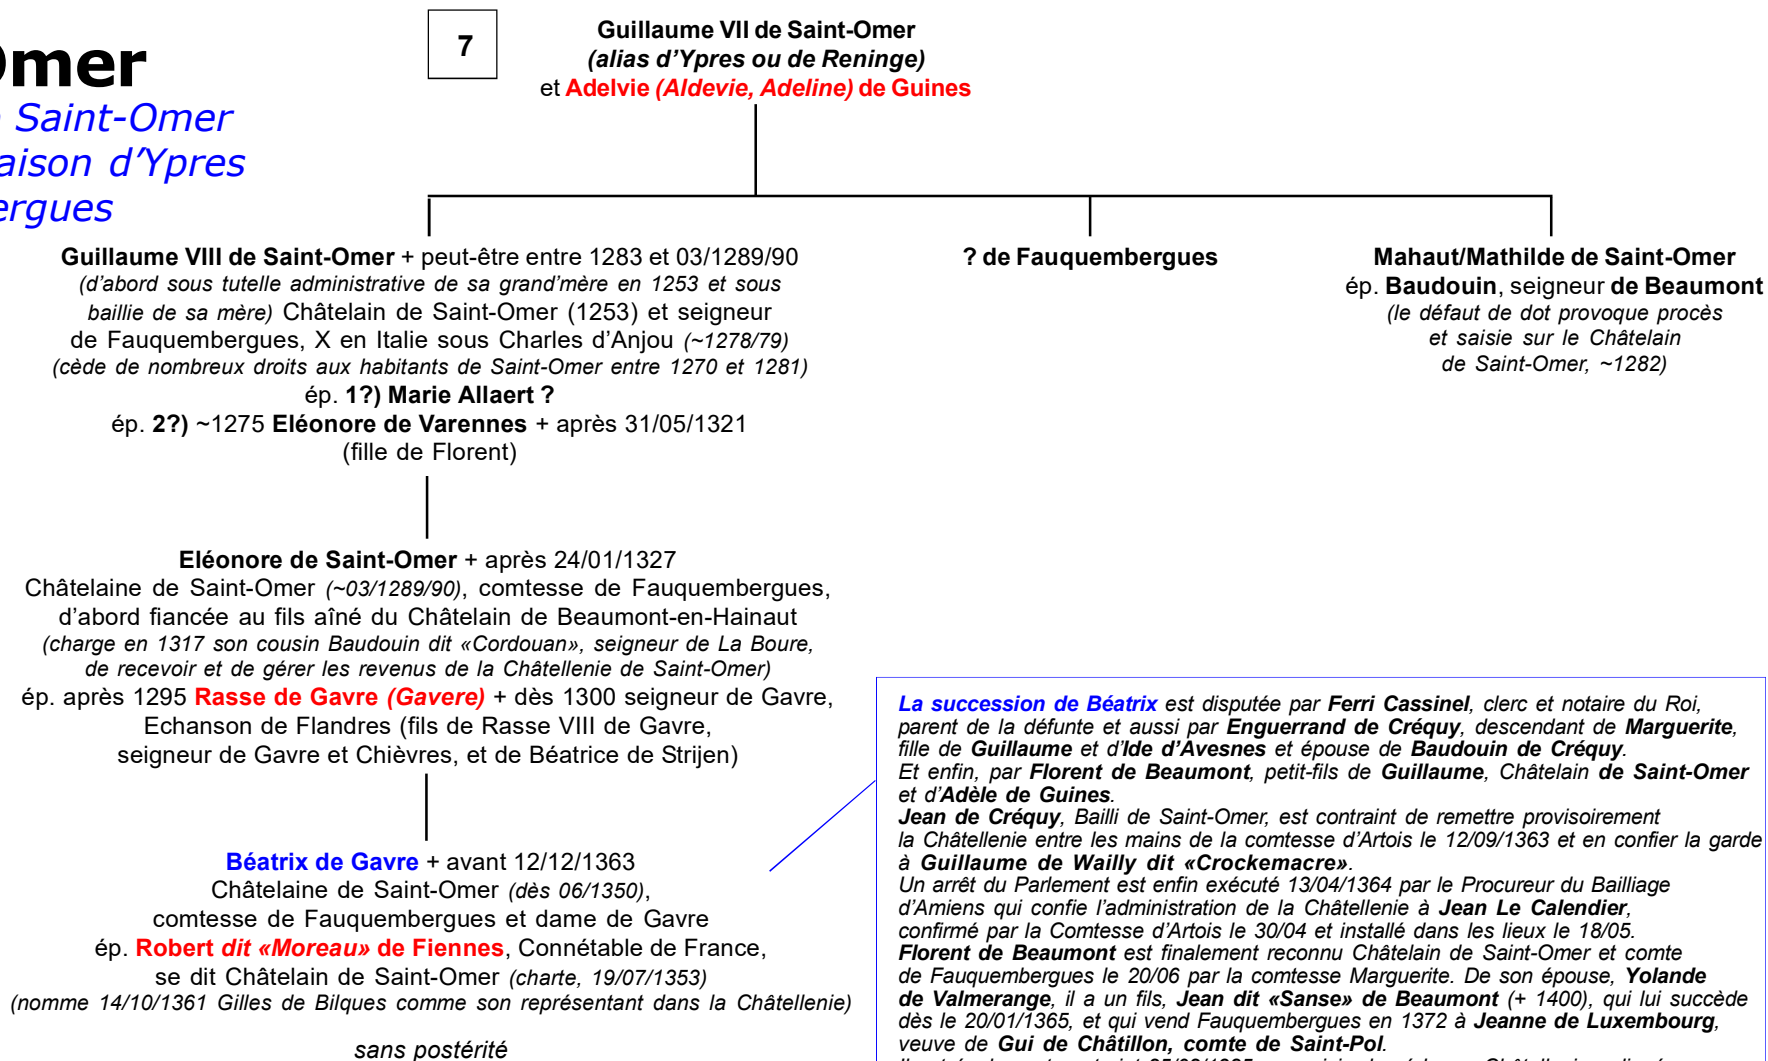 Omer
Saint-Omer
aison d'Ypres
ergues
7
Guillaume VII de Saint-Omer
(alias d'Ypres ou de Reninge)
et Adelvie (Aldevie, Adeline) de Guines
Guillaume VIII de Saint-Omer + peut-être entre 1283 et 03/1289/90
(d'abord sous tutelle administrative de sa grand'mère en 1253 et sous
baillie de sa mère) Châtelain de Saint-Omer (1253) et seigneur
de Fauquembergues, X en Italie sous Charles d'Anjou (~1278/79)
(cède de nombreux droits aux habitants de Saint-Omer entre 1270 et 1281)
ép. 1?) Marie Allaert ?
ép. 2?) ~1275 Eléonore de Varennes + après 31/05/1321
(fille de Florent)
? de Fauquembergues
Mahaut/Mathilde de Saint-Omer
ép. Baudouin, seigneur de Beaumont
(le défaut de dot provoque procès
et saisie sur le Châtelain
de Saint-Omer, ~1282)
Eléonore de Saint-Omer + après 24/01/1327
Châtelaine de Saint-Omer (~03/1289/90), comtesse de Fauquembergues,
d'abord fiancée au fils aîné du Châtelain de Beaumont-en-Hainaut
(charge en 1317 son cousin Baudouin dit «Cordouan», seigneur de La Boure,
de recevoir et de gérer les revenus de la Châtellenie de Saint-Omer)
ép. après 1295 Rasse de Gavre (Gavere) + dès 1300 seigneur de Gavre,
Echanson de Flandres (fils de Rasse VIII de Gavre,
seigneur de Gavre et Chièvres, et de Béatrice de Strijen)
Béatrix de Gavre + avant 12/12/1363
Châtelaine de Saint-Omer (dès 06/1350),
comtesse de Fauquembergues et dame de Gavre
ép. Robert dit «Moreau» de Fiennes, Connétable de France,
se dit Châtelain de Saint-Omer (charte, 19/07/1353)
(nomme 14/10/1361 Gilles de Bilques comme son représentant dans la Châtellenie)
sans postérité
La succession de Béatrix est disputée par Ferri Cassinel, clerc et notaire du Roi,
parent de la défunte et aussi par Enguerrand de Créquy, descendant de Marguerite,
fille de Guillaume et d'Ide d'Avesnes et épouse de Baudouin de Créquy.
Et enfin, par Florent de Beaumont, petit-fils de Guillaume, Châtelain de Saint-Omer
et d'Adèle de Guines.
Jean de Créquy, Bailli de Saint-Omer, est contraint de remettre provisoirement
la Châtellenie entre les mains de la comtesse d'Artois le 12/09/1363 et en confier la garde
à Guillaume de Wailly dit «Crockemacre».
Un arrêt du Parlement est enfin exécuté 13/04/1364 par le Procureur du Bailliage
d'Amiens qui confie l'administration de la Châtellenie à Jean Le Calendier,
confirmé par la Comtesse d'Artois le 30/04 et installé dans les lieux le 18/05.
Florent de Beaumont est finalement reconnu Châtelain de Saint-Omer et comte
de Fauquembergues le 20/06 par la comtesse Marguerite. De son épouse, Yolande
de Valmerange, il a un fils, Jean dit «Sanse» de Beaumont (+ 1400), qui lui succède
dès le 20/01/1365, et qui vend Fauquembergues en 1372 à Jeanne de Luxembourg,
veuve de Gui de Châtillon, comte de Saint-Pol.